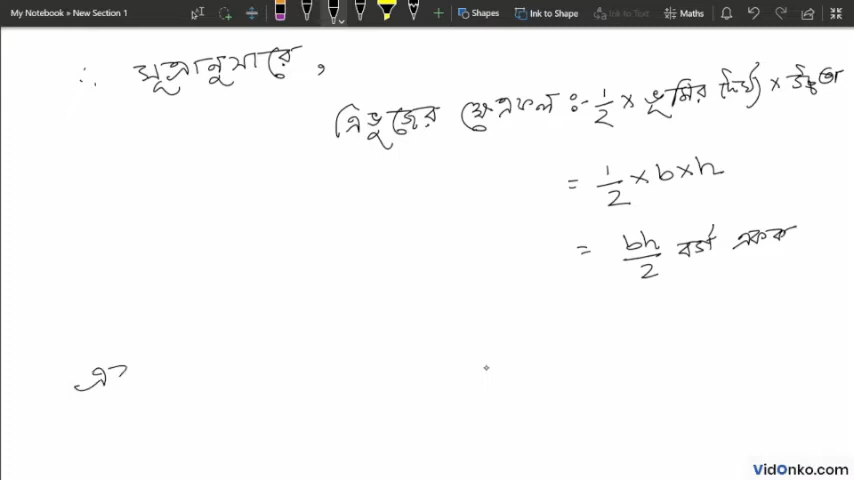 My Notebook > New Section 1
Shapes Ink to Shape Ink to Text Maths
∴ সূত্রানুসারে,
ত্রিভুজের ক্ষেত্রফল :- 1/2 × ভূমির দৈর্ঘ্য × উচ্চতা
= 1/2 × b × h
= bh/2 বর্গ একক
এ
VidOnko.com